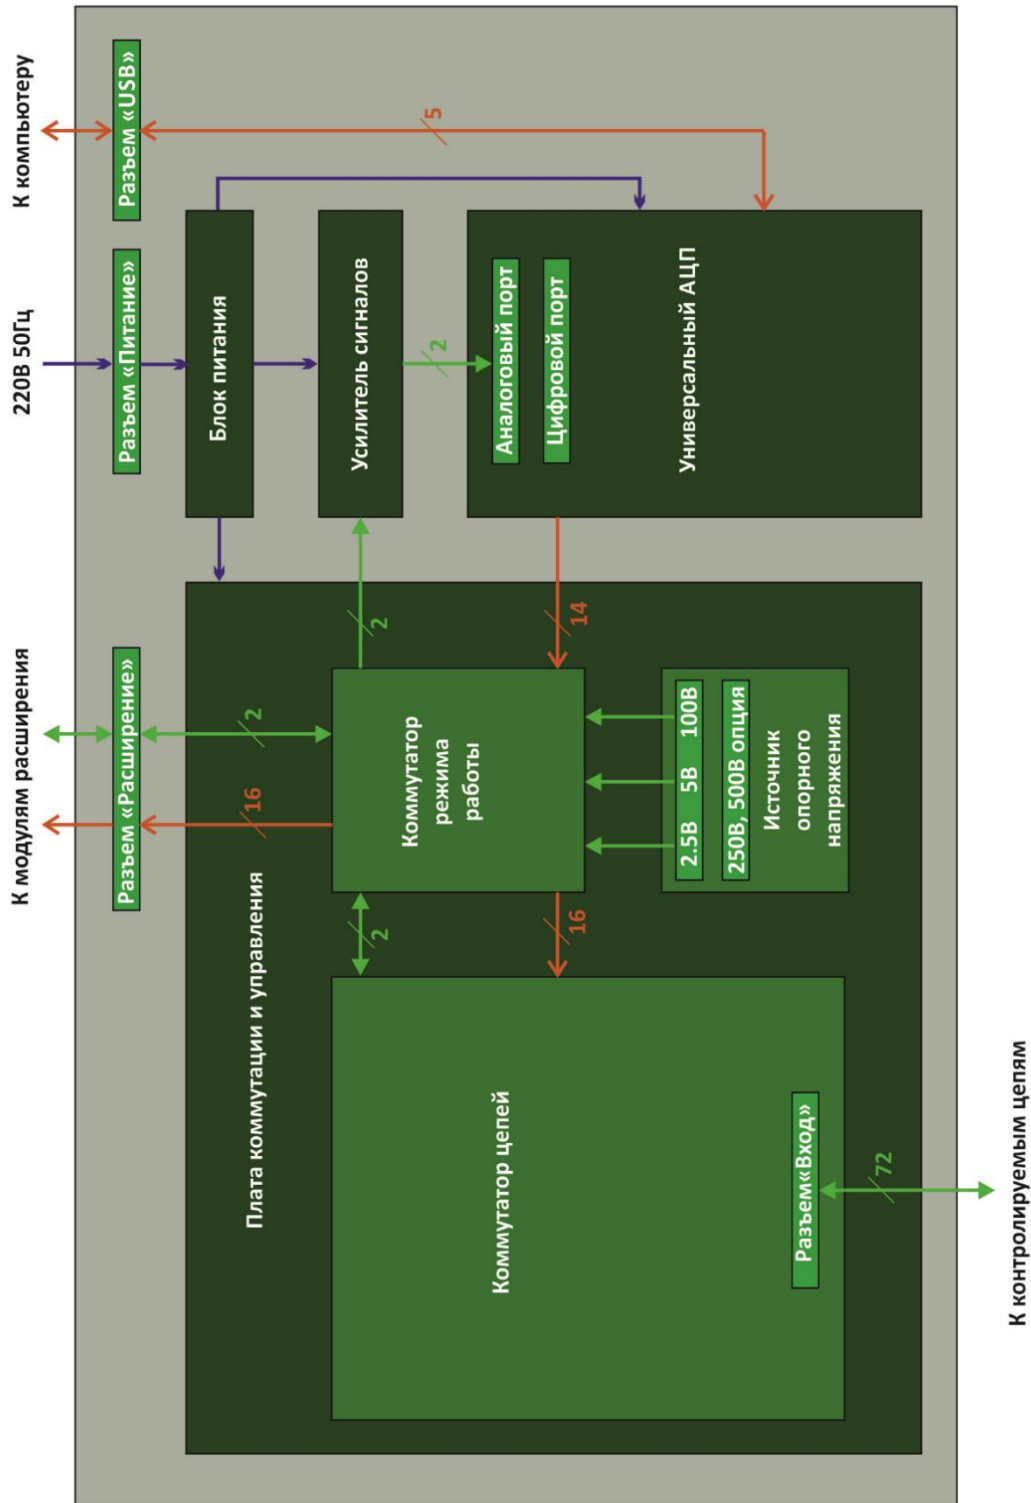 К модулям расширения
220В 50Гц
К компьютеру
Разъем «Расширение»
Разъем «Питание»
Разъем «USB»
16
2
5
Плата коммутации и управления
Блок питания
Усилитель сигналов
2
2
2
Коммутатор
режима
работы
Аналоговый порт
Цифровой порт
Универсальный АЦП
Коммутатор цепей
16
14
2.5В 5В 100В
250В, 500В опция
Источник
опорного
напряжения
Разъем«Вход»
72
К контролируемым цепям